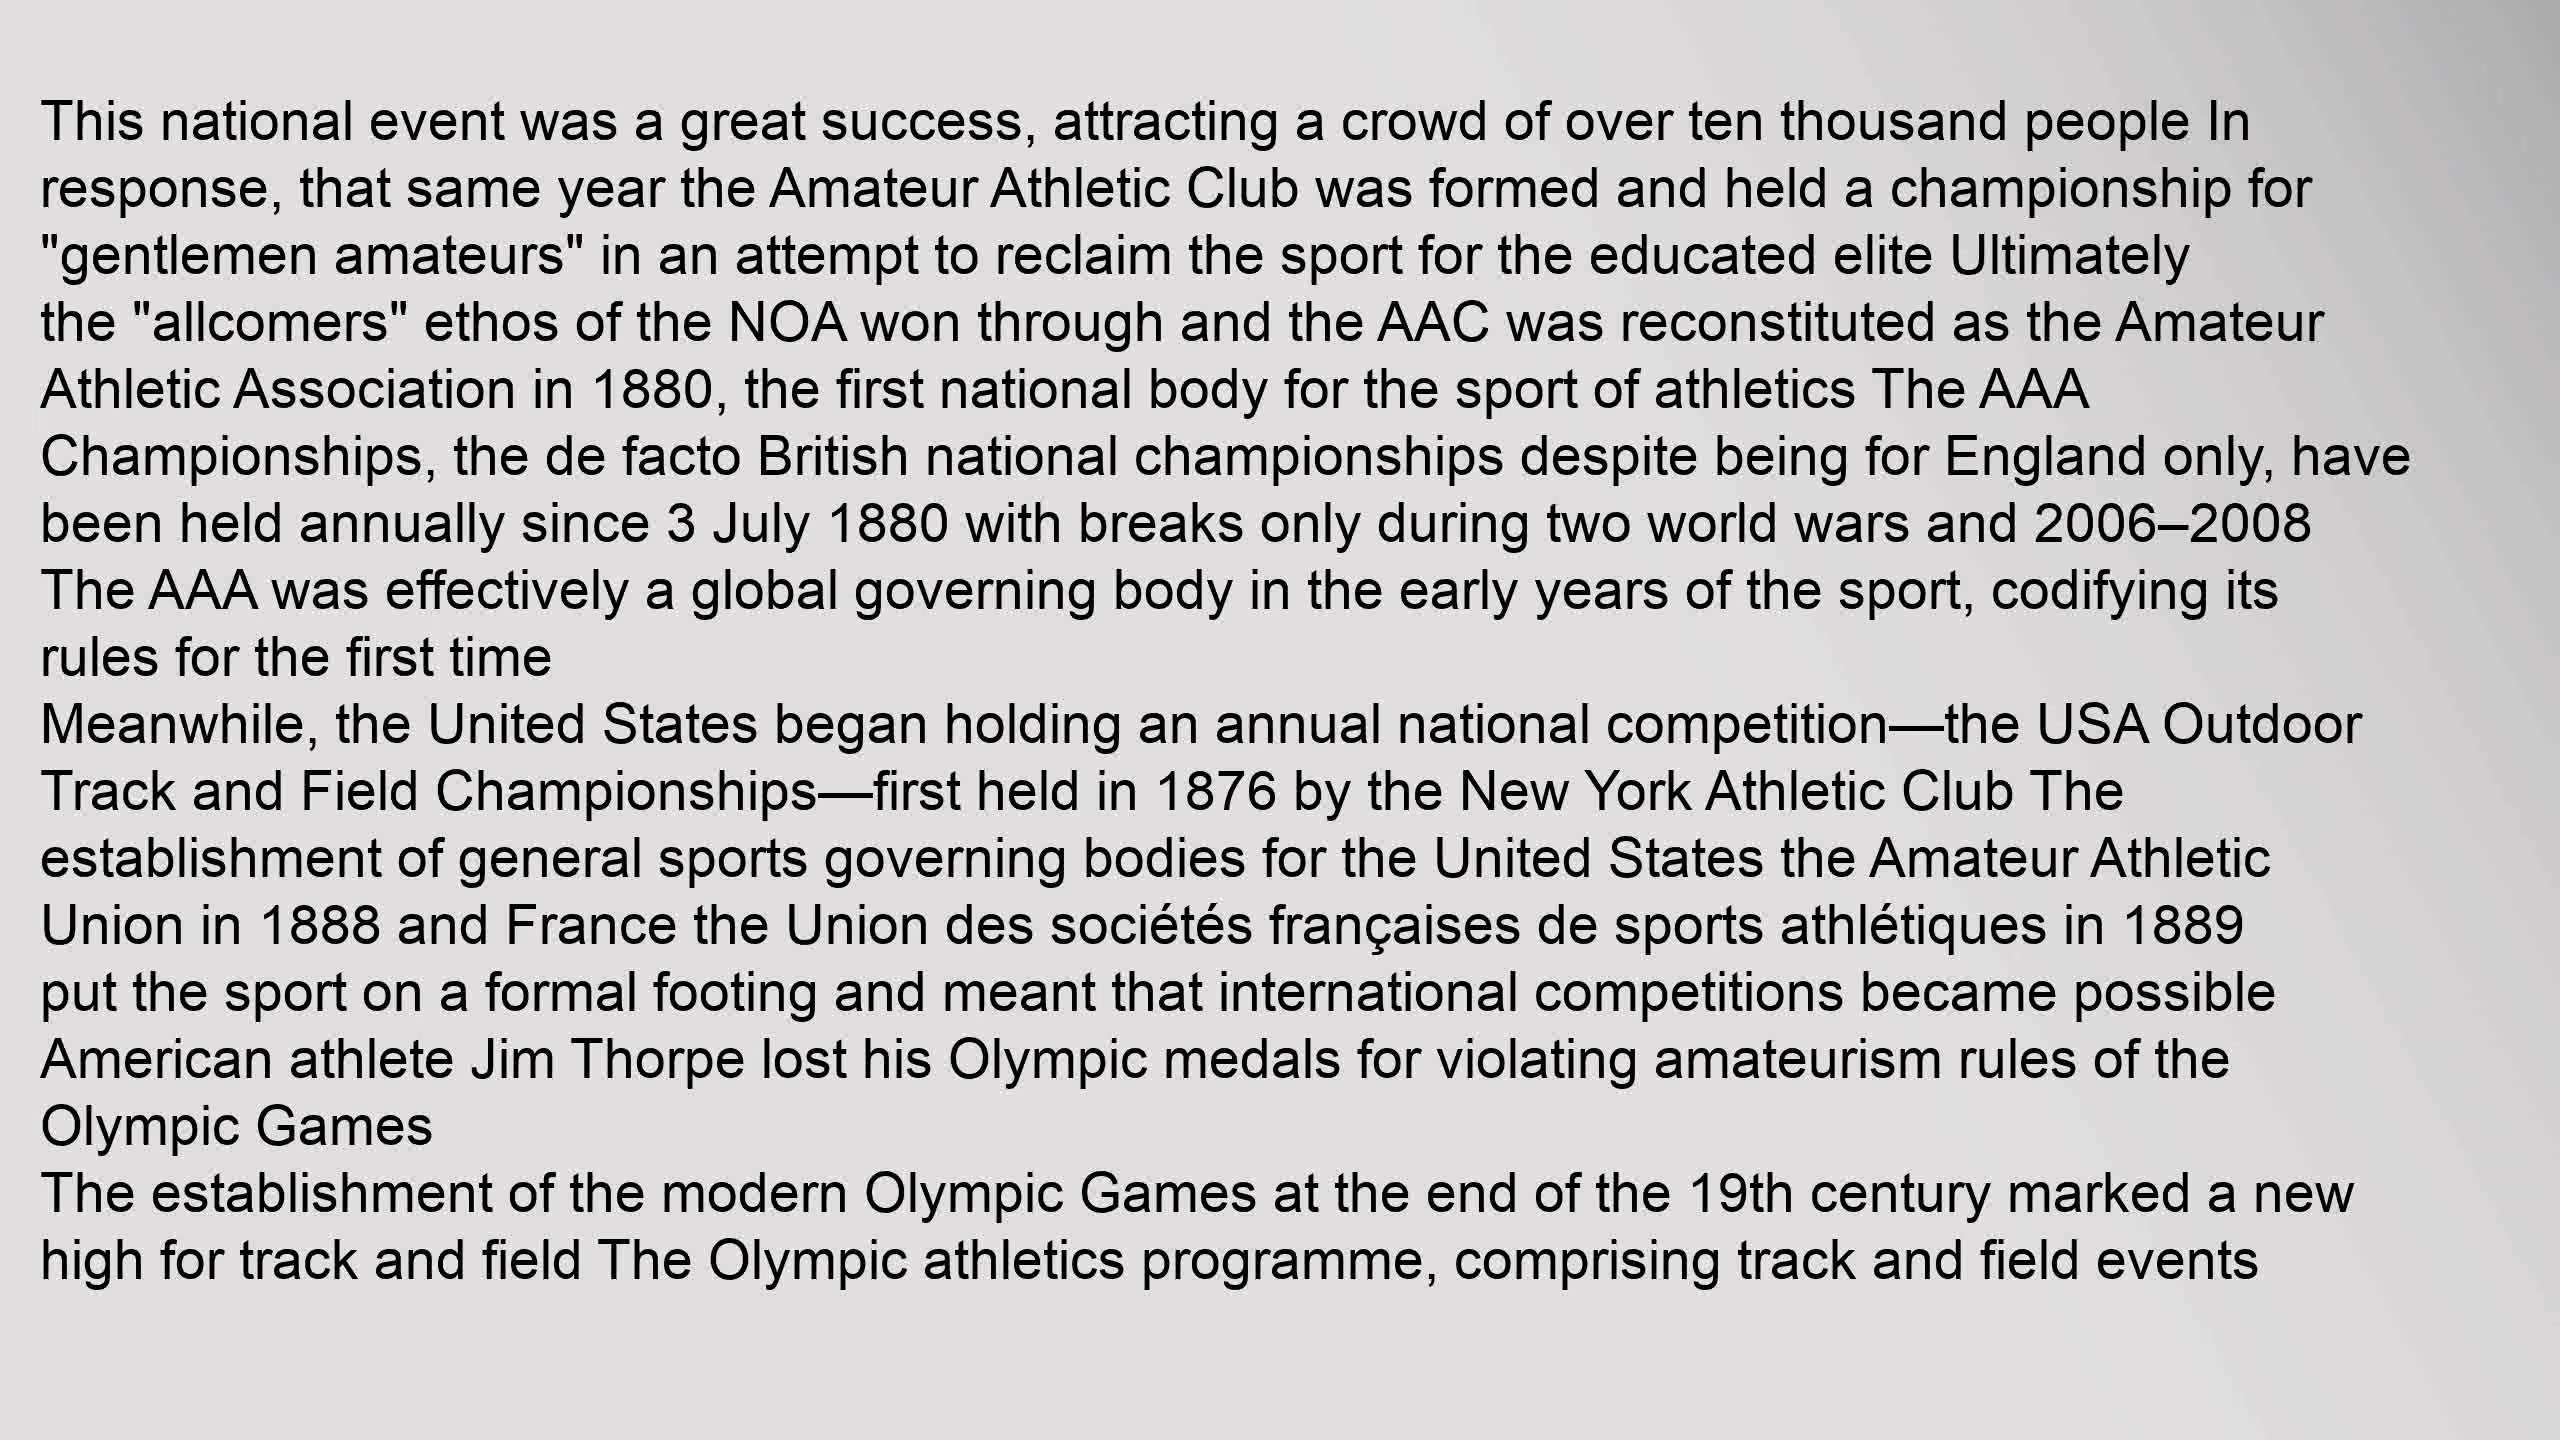 This national event was a great success, attracting a crowd of over ten thousand people In
response, that same year the Amateur Athletic Club was formed and held a championship for
"gentlemen amateurs" in an attempt to reclaim the sport for the educated elite Ultimately
the "allcomers" ethos of the NOA won through and the AAC was reconstituted as the Amateur
Athletic Association in 1880, the first national body for the sport of athletics The AAA
Championships, the de facto British national championships despite being for England only, have
been held annually since 3 July 1880 with breaks only during two world wars and 2006–2008
The AAA was effectively a global governing body in the early years of the sport, codifying its
rules for the first time
Meanwhile, the United States began holding an annual national competition—the USA Outdoor
Track and Field Championships—first held in 1876 by the New York Athletic Club The
establishment of general sports governing bodies for the United States the Amateur Athletic
Union in 1888 and France the Union des sociétés françaises de sports athlétiques in 1889
put the sport on a formal footing and meant that international competitions became possible
American athlete Jim Thorpe lost his Olympic medals for violating amateurism rules of the
Olympic Games
The establishment of the modern Olympic Games at the end of the 19th century marked a new
high for track and field The Olympic athletics programme, comprising track and field events